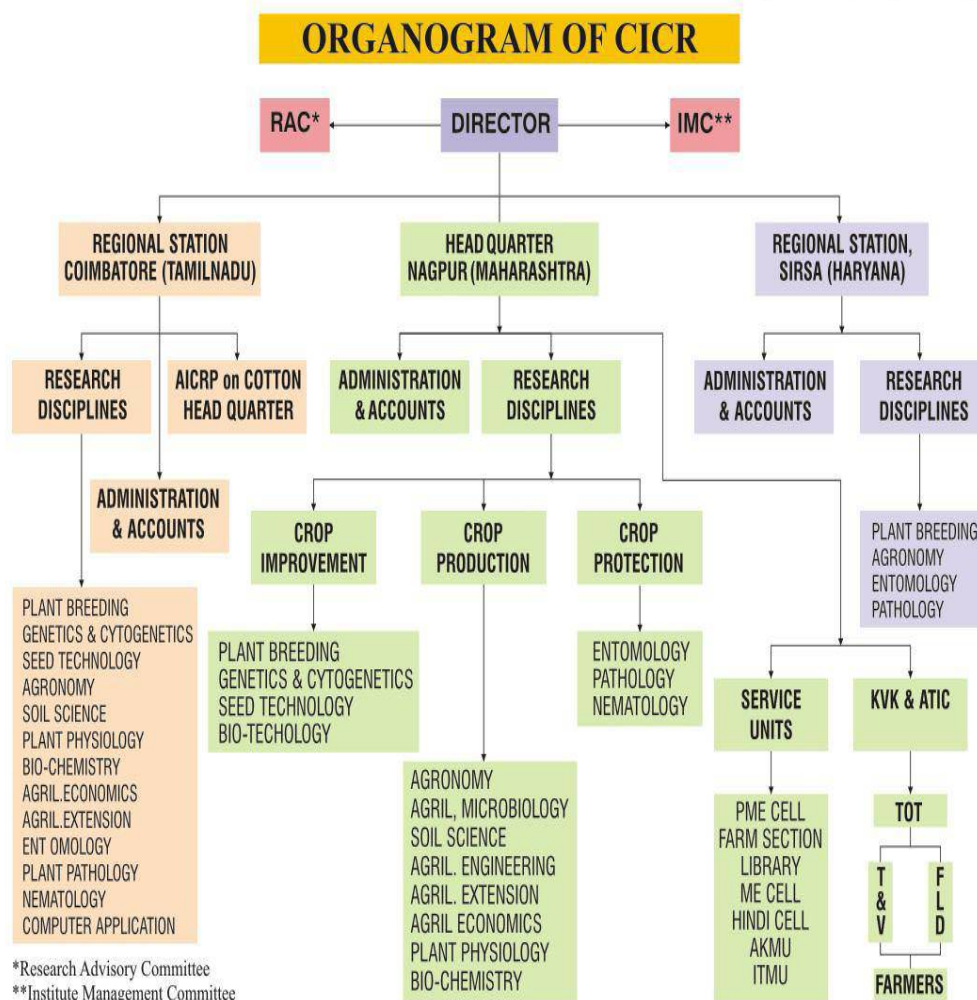 ORGANOGRAM OF CICR
RAC*
DIRECTOR
IMC**
REGIONAL STATION
COIMBATORE (TAMILNADU)
HEAD QUARTER
NAGPUR (MAHARASHTRA)
REGIONAL STATION,
SIRSA (HARYANA)
RESEARCH
DISCIPLINES
AICRP on COTTON
HEAD QUARTER
ADMINISTRATION
& ACCOUNTS
RESEARCH
DISCIPLINES
ADMINISTRATION
& ACCOUNTS
RESEARCH
DISCIPLINES
ADMINISTRATION
& ACCOUNTS
CROP
IMPROVEMENT
CROP
PRODUCTION
CROP
PROTECTION
PLANT BREEDING
AGRONOMY
ENTOMOLOGY
PATHOLOGY
PLANT BREEDING
GENETICS & CYTOGENETICS
SEED TECHNOLOGY
AGRONOMY
SOIL SCIENCE
PLANT PHYSIOLOGY
BIO-CHEMISTRY
AGRIL.ECONOMICS
AGRIL.EXTENSION
ENT OMOLOGY
PLANT PATHOLOGY
NEMATOLOGY
COMPUTER APPLICATION
PLANT BREEDING
GENETICS & CYTOGENETICS
SEED TECHNOLOGY
BIO-TECHOLOGY
ENTOMOLOGY
PATHOLOGY
NEMATOLOGY
SERVICE
UNITS
KVK & ATIC
AGRONOMY
AGRIL, MICROBIOLOGY
SOIL SCIENCE
AGRIL. ENGINEERING
AGRIL. EXTENSION
AGRIL ECONOMICS
PLANT PHYSIOLOGY
BIO-CHEMISTRY
PME CELL
FARM SECTION
LIBRARY
ME CELL
HINDI CELL
AKMU
ITMU
TOT
T&V
FLD
FARMERS
*Research Advisory Committee
**Institute Management Committee